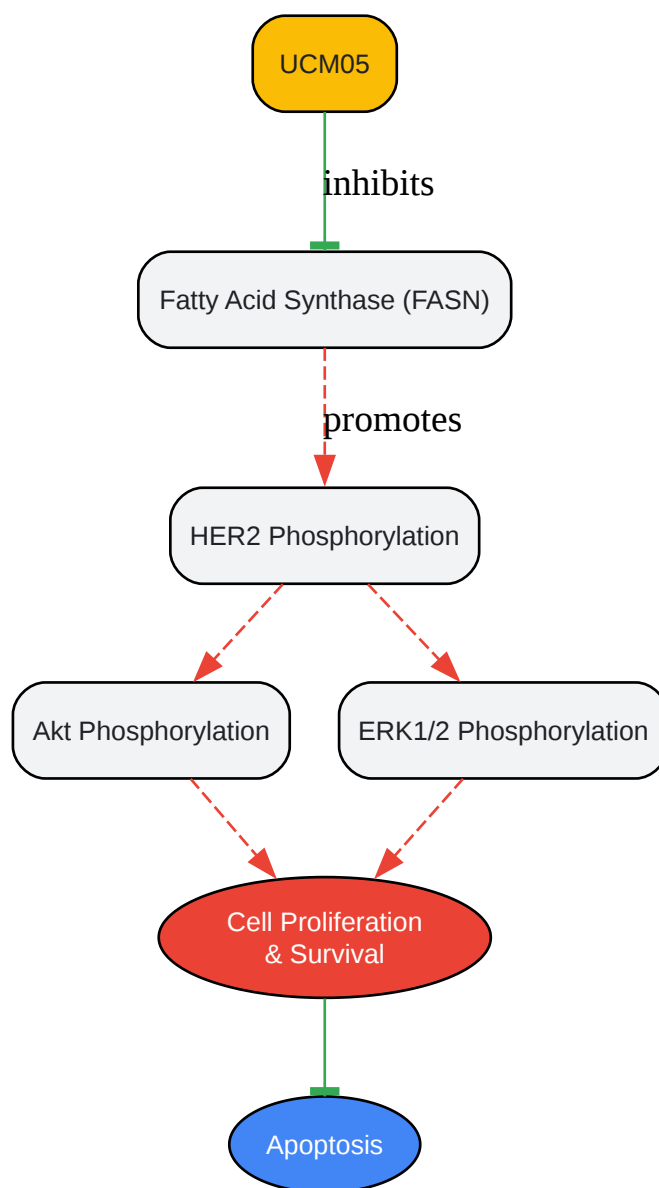 UCM05
inhibits
Fatty Acid Synthase (FASN)
promotes
HER2 Phosphorylation
Akt Phosphorylation
ERK1/2 Phosphorylation
Cell Proliferation
& Survival
Apoptosis